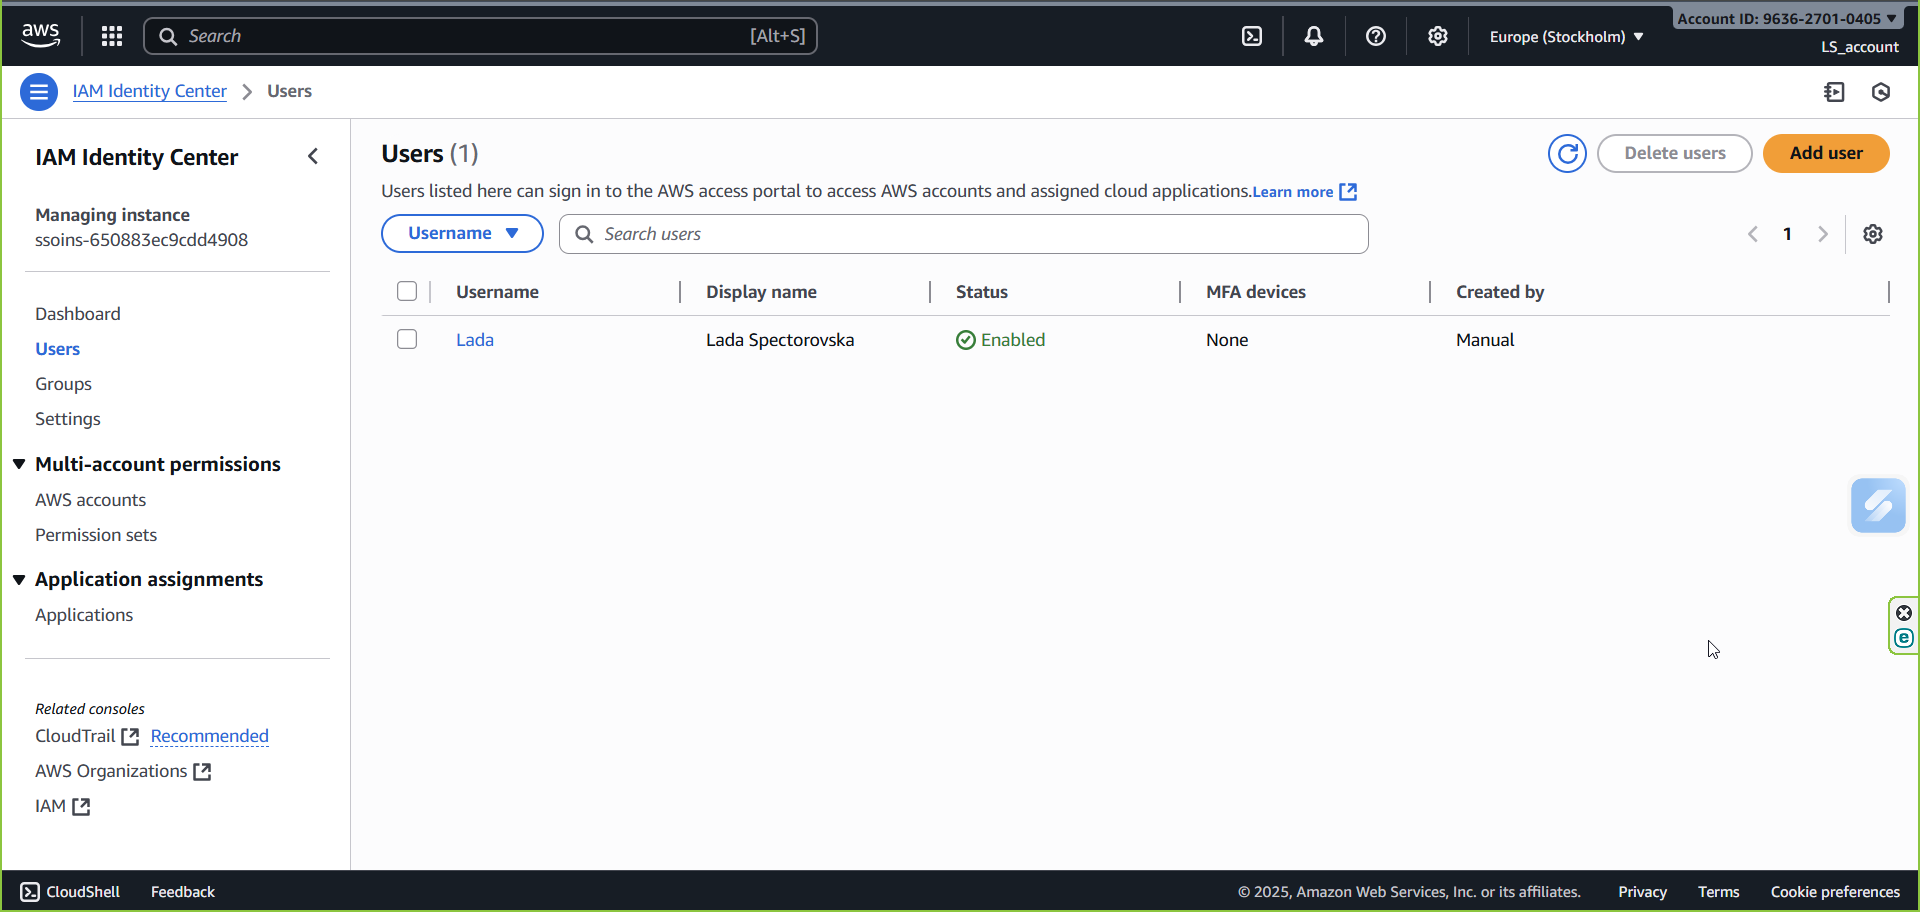 aws
Search
[Alt+S]
Europe (Stockholm)
Account ID: 9636-2701-0405
LS_account
IAM Identity Center
Users
IAM Identity Center
Managing instance
ssoins-650883ec9cdd4908
Dashboard
Users
Groups
Settings
Multi-account permissions
AWS accounts
Permission sets
Application assignments
Applications
Related consoles
CloudTrail Recommended
AWS Organizations
IAM
Users (1)
Delete users
Add user
Users listed here can sign in to the AWS access portal to access AWS accounts and assigned cloud applications.Learn more
Username
Search users
1
Username Display name Status MFA devices Created by
Lada Lada Spectorovska Enabled None Manual
e
CloudShell
Feedback
© 2025, Amazon Web Services, Inc. or its affiliates.
Privacy
Terms
Cookie preferences